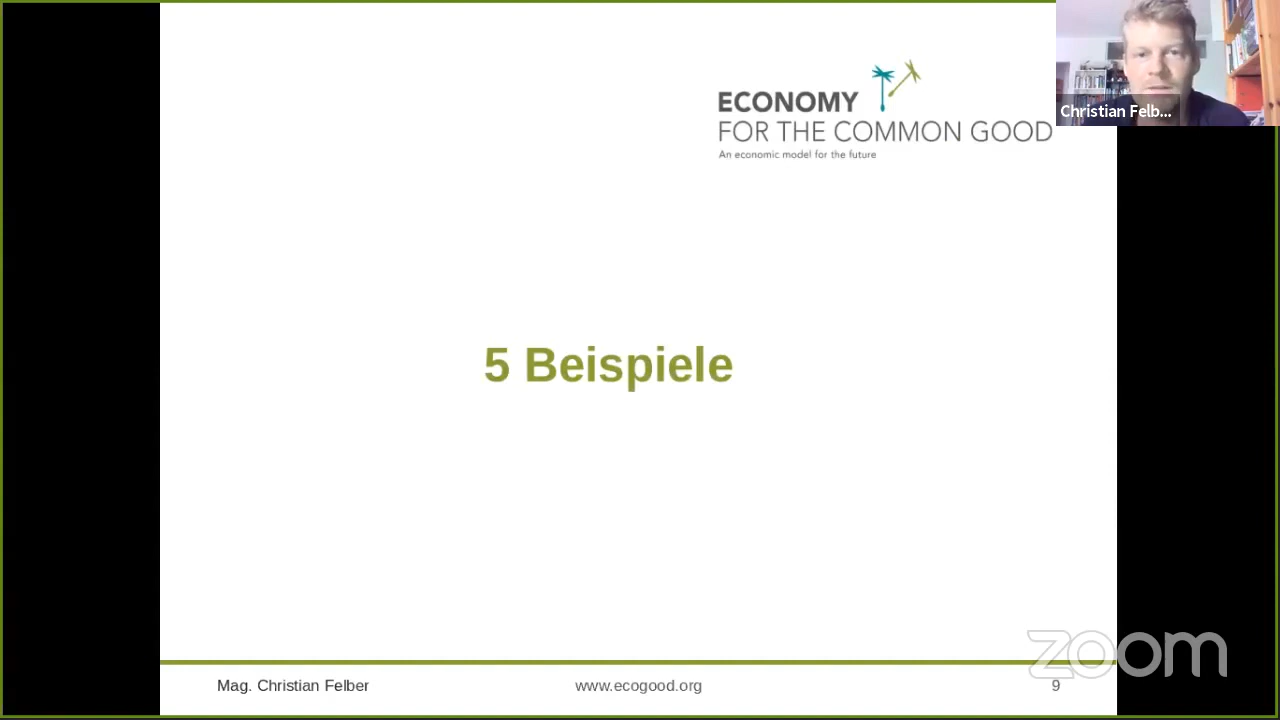 ECONOMY
FOR THE COMMON GOOD
An economic model for the future
Christian Felb...
5 Beispiele
zoom
Mag. Christian Felber
www.ecogood.org
9